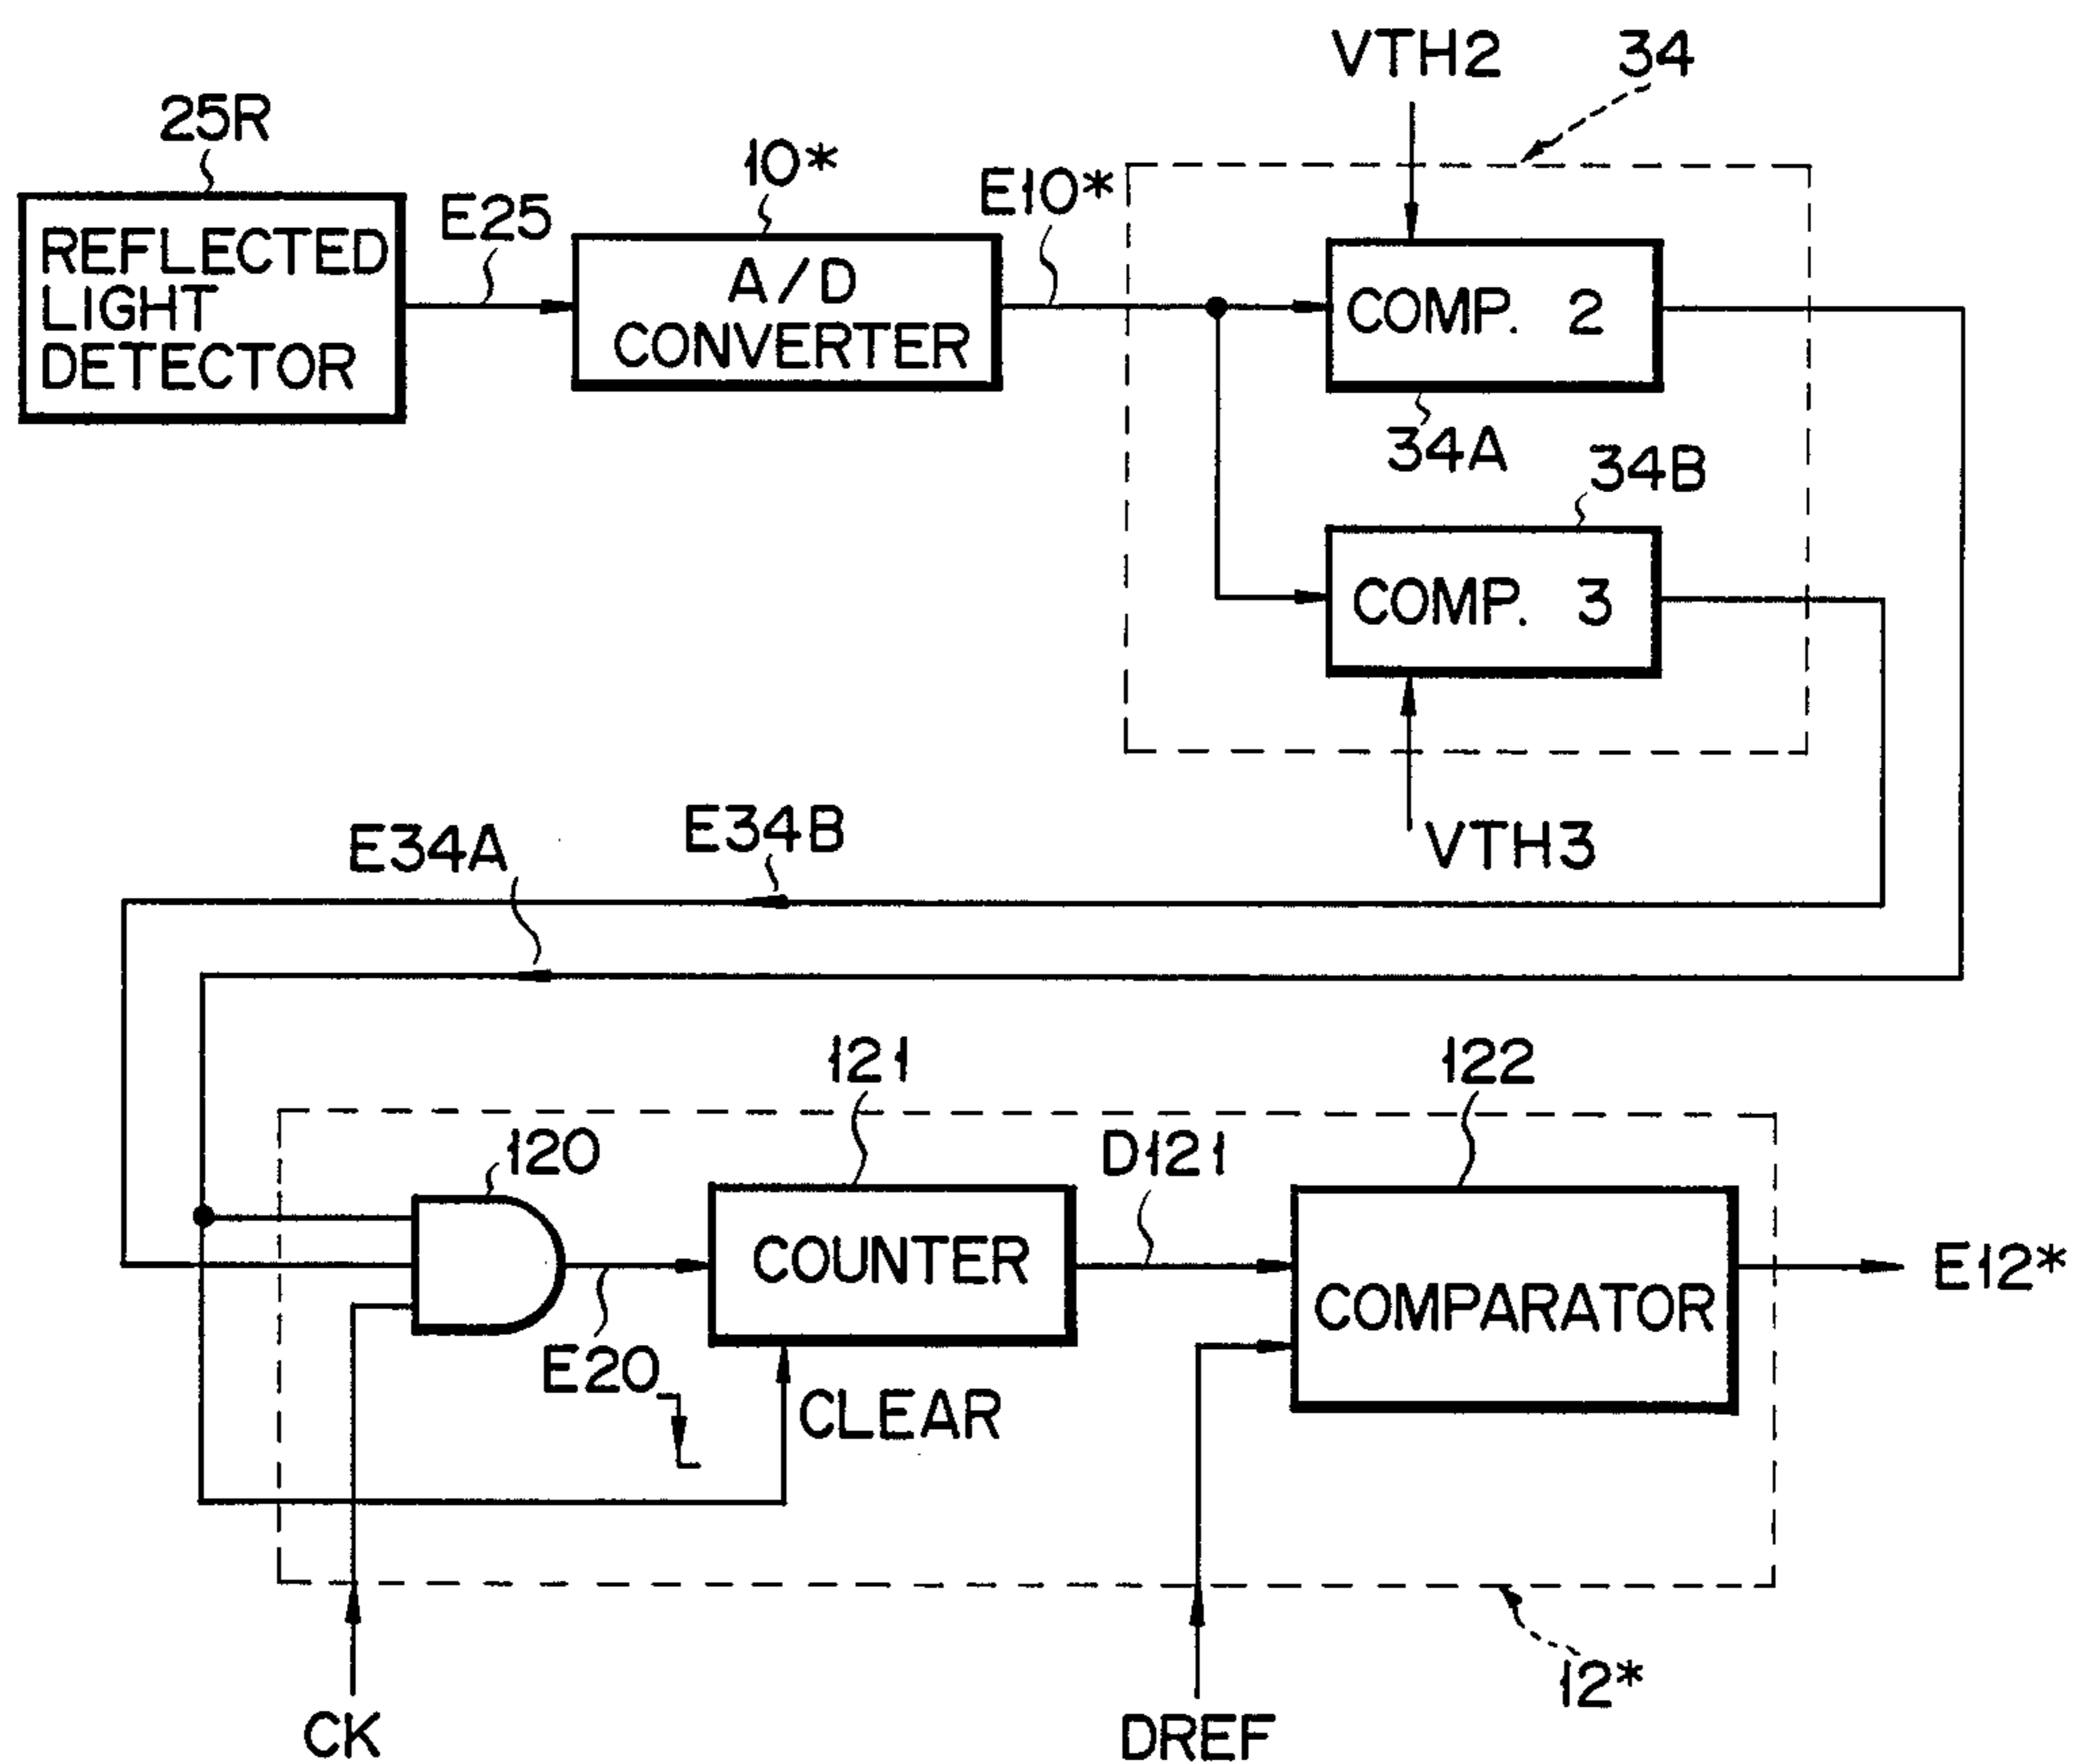 VTH2
34
25R
10*
E10*
E25
REFLECTED
LIGHT
DETECTOR
A/D
CONVERTER
COMP. 2
34A
34B
COMP. 3
VTH3
E34B
E34A
121
122
120
D121
COUNTER
COMPARATOR
E12*
E20
CLEAR
12*
CK
DREF